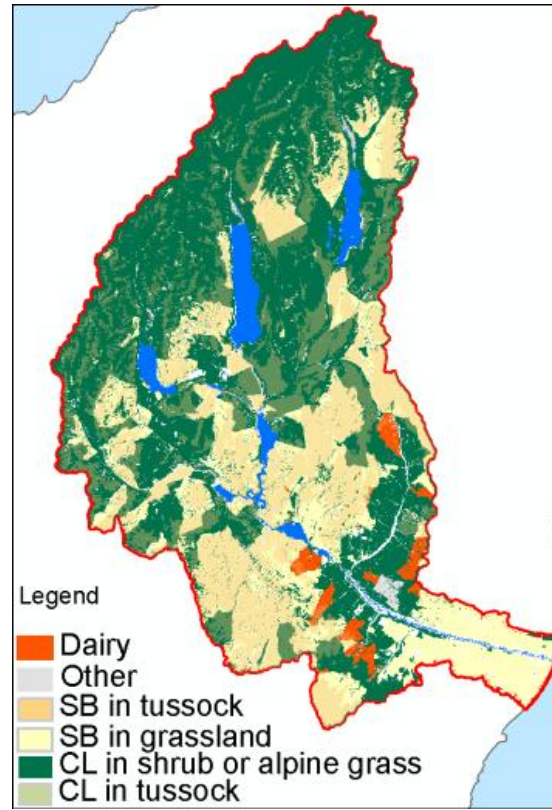 Legend
Dairy
Other
SB in tussock
SB in grassland
CL in shrub or alpine grass
CL in tussock